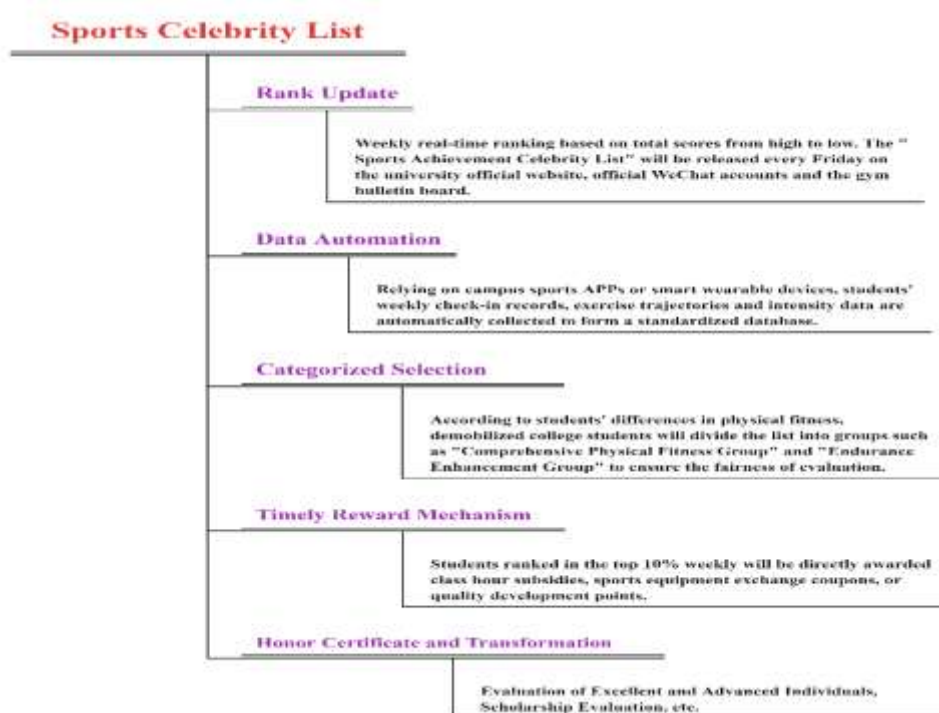 Sports Celebrity List
Rank Update
Weekly real-time ranking based on total scores from high to low. The "
Sports Achievement Celebrity List" will be released every Friday on
the university official website, official WeChat accounts and the gym
bulletin board.
Data Automation
Relying on campus sports APPs or smart wearable devices, students'
weekly check-in records, exercise trajectories and intensity data are
automatically collected to form a standardized database.
Categorized Selection
According to students' differences in physical fitness,
demobilized college students will divide the list into groups such
as "Comprehensive Physical Fitness Group" and "Endurance
Enhancement Group" to ensure the fairness of evaluation.
Timely Reward Mechanism
Students ranked in the top 10% weekly will be directly awarded
class hour subsidies, sports equipment exchange coupons, or
quality development points.
Honor Certificate and Transformation
Evaluation of Excellent and Advanced Individuals,
Scholarship Evaluation, etc.